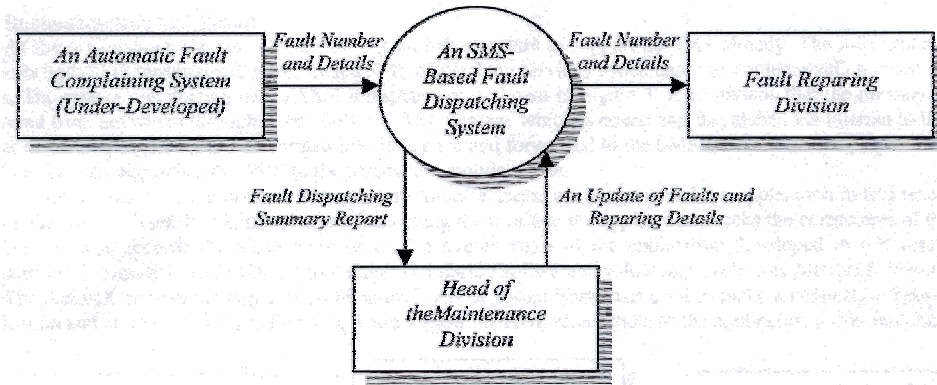 An Automatic Fault
Complaining System
(Under-Developed)
Fault Number
and Details
An SMS-
Based Fault
Dispatching
System
Fault Number
and Details
Fault Reparing
Division
Fault Dispatching
Summary Report
An Update of Faults and
Reparing Details
Head of
theMaintenance
Division